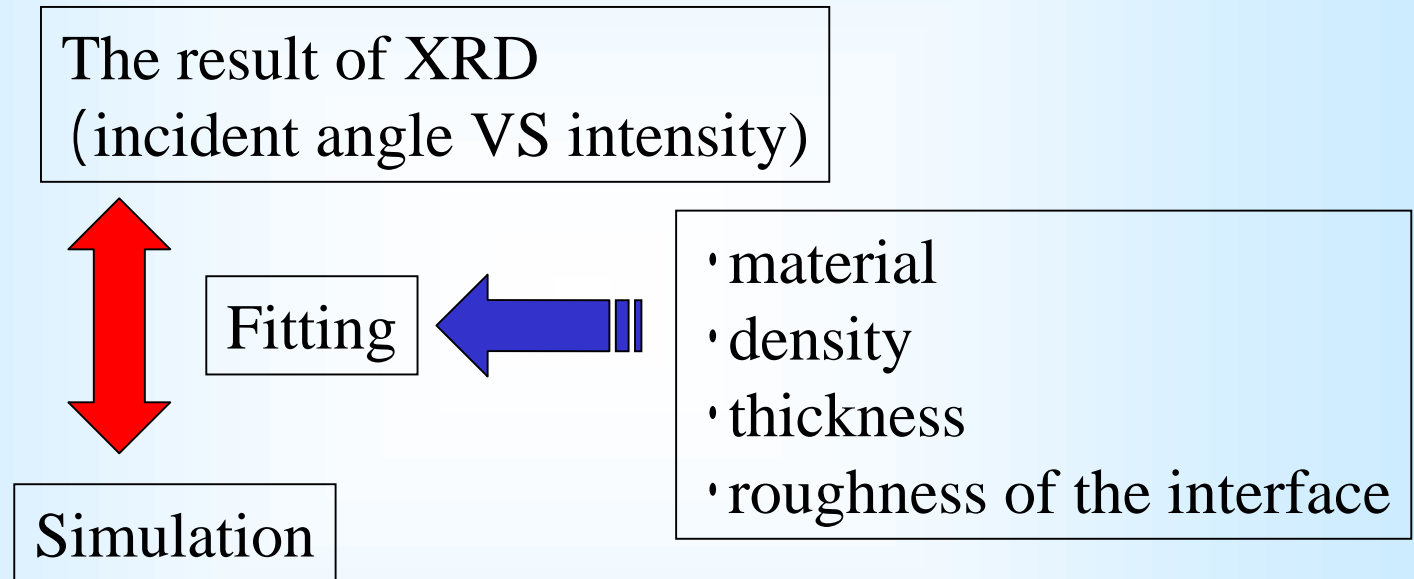 The result of XRD
(incident angle VS intensity)
Fitting
・material
・density
・thickness
・roughness of the interface
Simulation